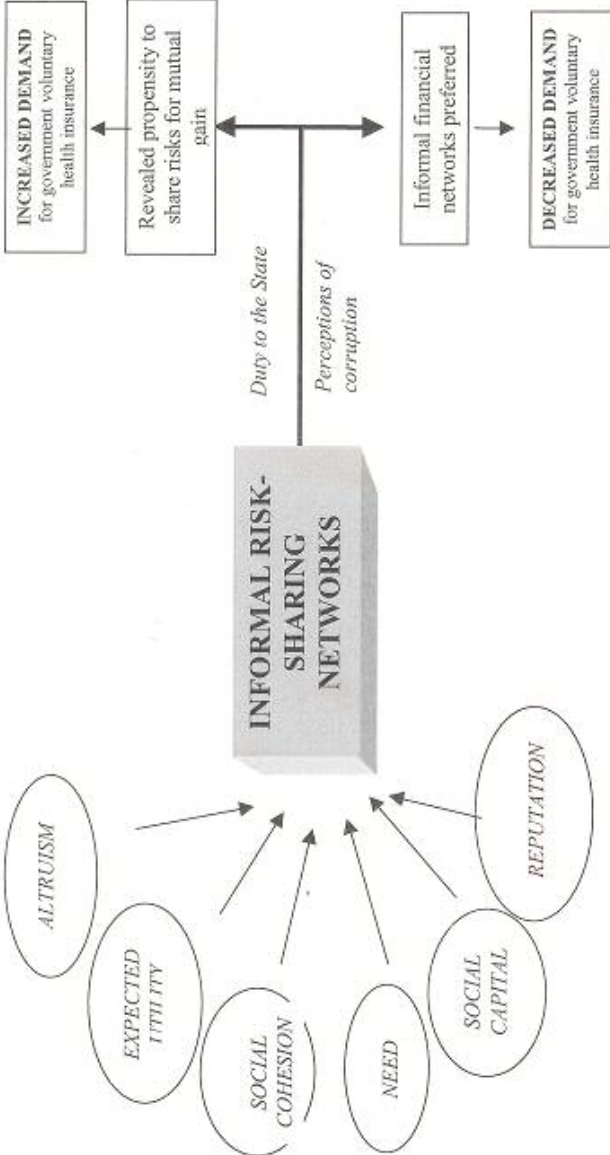 ALTRUISM
EXPECTED
UTILITY
SOCIAL
COHESION
NEED
SOCIAL
CAPITAL
REPUTATION
INFORMAL RISK-
SHARING
NETWORKS
Duty to the State
Perceptions of
corruption
INCREASED DEMAND
for government voluntary
health insurance
Revealed propensity to
share risks for mutual
gain
Informal financial
networks preferred
DECREASED DEMAND
for government voluntary
health insurance